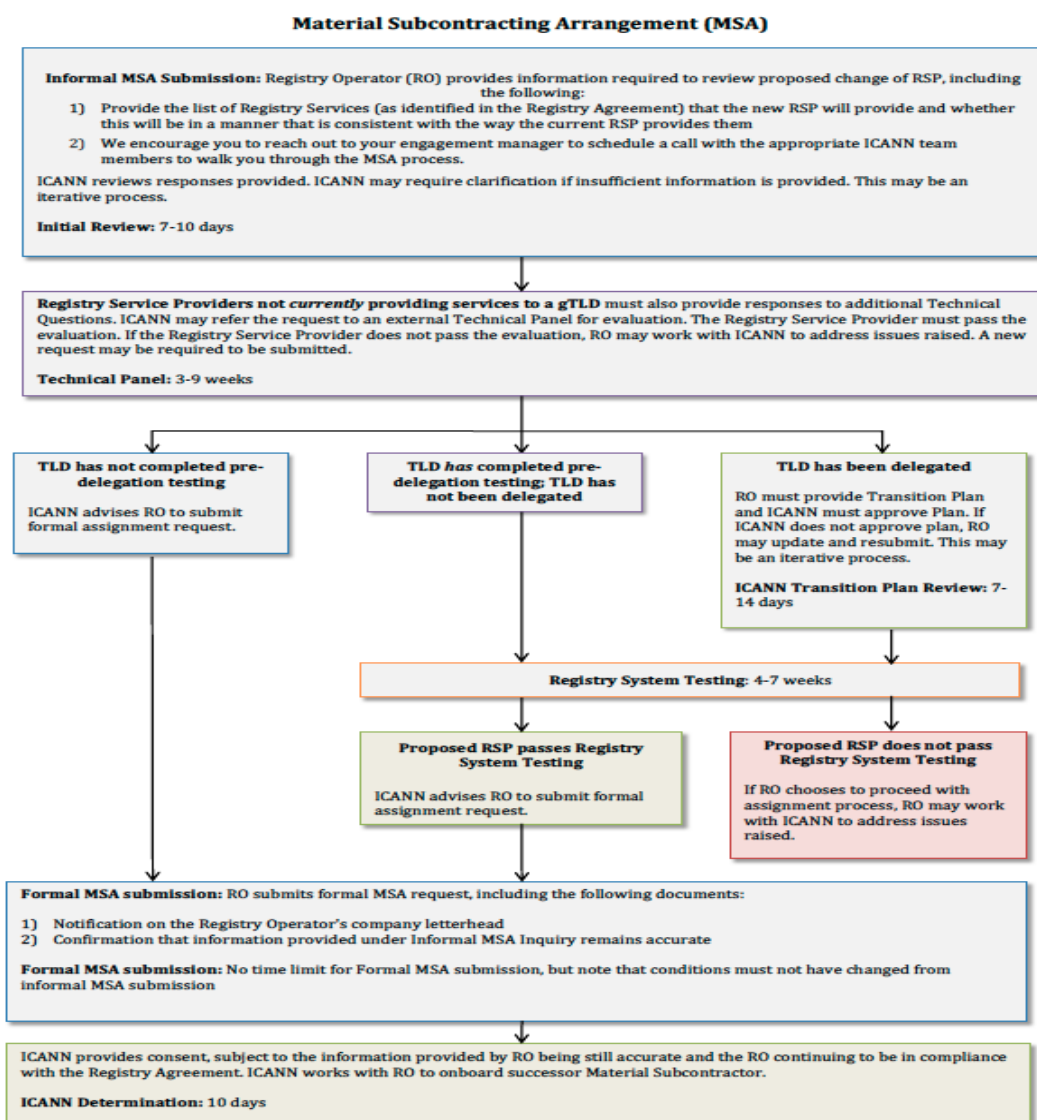 Material Subcontracting Arrangement (MSA)
Informal MSA Submission: Registry Operator (RO) provides information required to review proposed change of RSP, including
the following:
1) Provide the list of Registry Services (as identified in the Registry Agreement) that the new RSP will provide and whether
this will be in a manner that is consistent with the way the current RSP provides them
2) We encourage you to reach out to your engagement manager to schedule a call with the appropriate ICANN team
members to walk you through the MSA process.
ICANN reviews responses provided. ICANN may require clarification if insufficient information is provided. This may be an
iterative process.
Initial Review: 7-10 days
Registry Service Providers not currently providing services to a gTLD must also provide responses to additional Technical
Questions. ICANN may refer the request to an external Technical Panel for evaluation. The Registry Service Provider must pass the
evaluation. If the Registry Service Provider does not pass the evaluation, RO may work with ICANN to address issues raised. A new
request may be required to be submitted.
Technical Panel: 3-9 weeks
TLD has not completed pre-
delegation testing
ICANN advises RO to submit
formal assignment request.
TLD has completed pre-
delegation testing; TLD has
not been delegated
TLD has been delegated
RO must provide Transition Plan
and ICANN must approve Plan. If
ICANN does not approve plan, RO
may update and resubmit. This may
be an iterative process.
ICANN Transition Plan Review: 7-
14 days
Registry System Testing: 4-7 weeks
Proposed RSP passes Registry
System Testing
ICANN advises RO to submit formal
assignment request.
Proposed RSP does not pass
Registry System Testing
If RO chooses to proceed with
assignment process, RO may work
with ICANN to address issues
raised.
Formal MSA submission: RO submits formal MSA request, including the following documents:
1) Notification on the Registry Operator's company letterhead
2) Confirmation that information provided under Informal MSA Inquiry remains accurate
Formal MSA submission: No time limit for Formal MSA submission, but note that conditions must not have changed from
informal MSA submission
ICANN provides consent, subject to the information provided by RO being still accurate and the RO continuing to be in compliance
with the Registry Agreement. ICANN works with RO to onboard successor Material Subcontractor.
ICANN Determination: 10 days